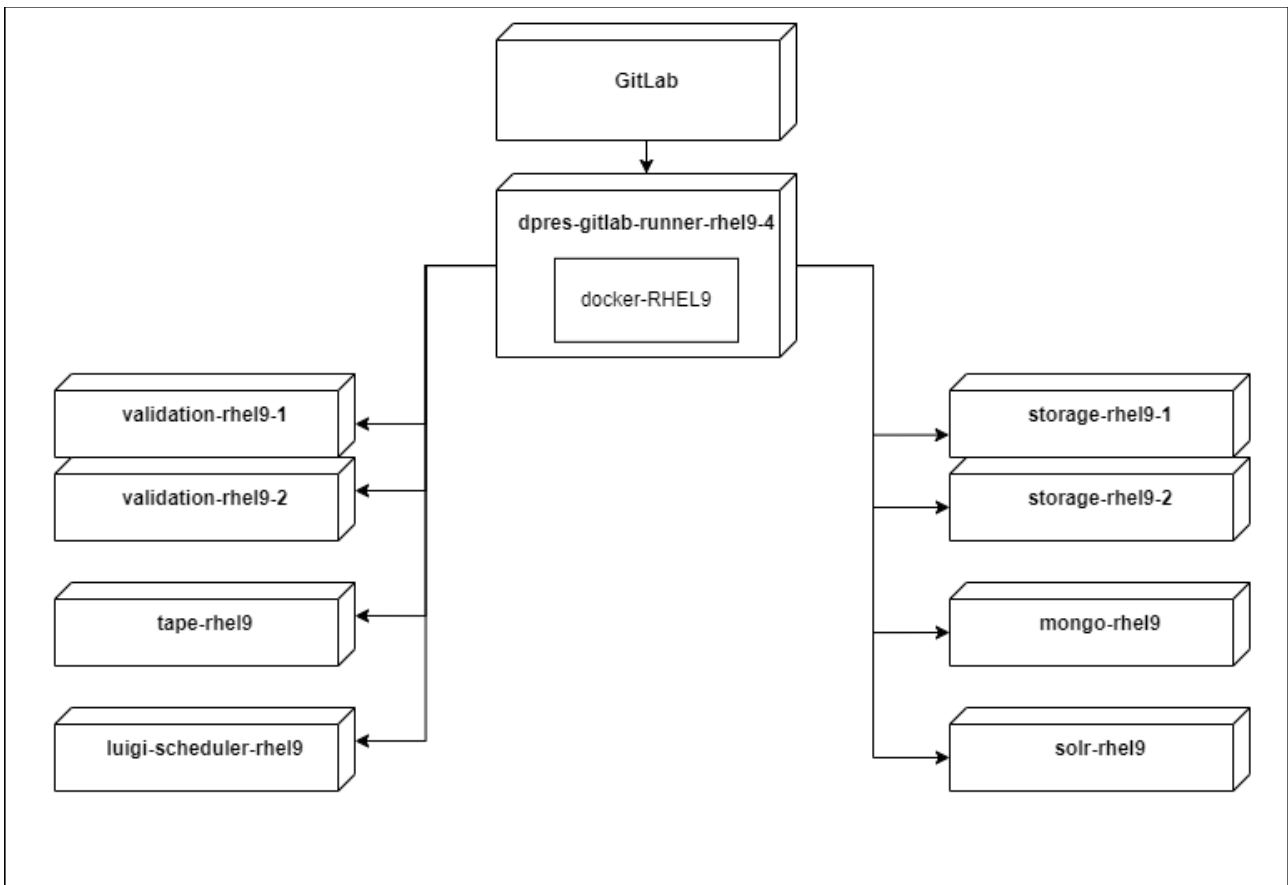 GitLab
dpres-gitlab-runner-rhel9-4
docker-RHEL9
validation-rhel9-1
validation-rhel9-2
tape-rhel9
luigi-scheduler-rhel9
storage-rhel9-1
storage-rhel9-2
mongo-rhel9
solr-rhel9